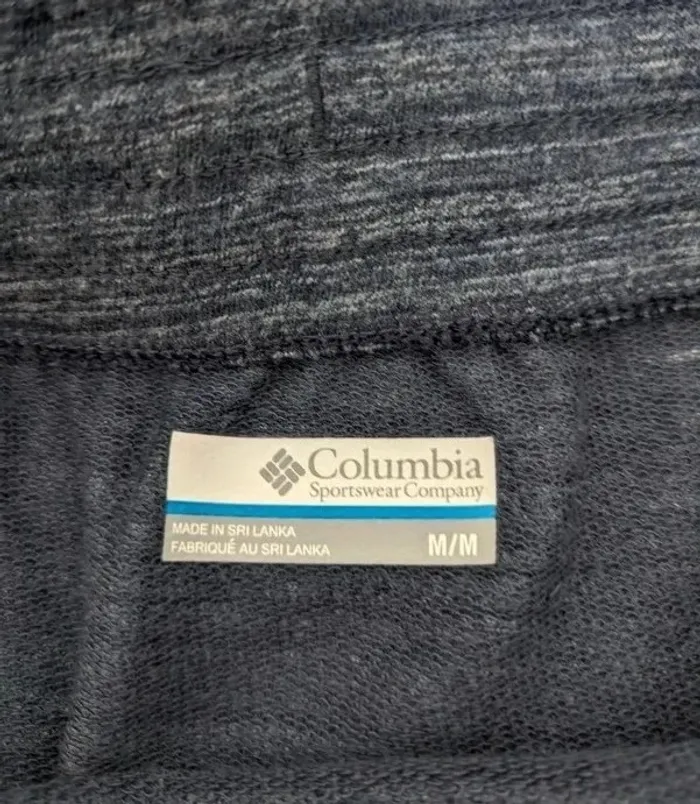 Columbia
Sportswear Company
MADE IN SRI LANKA
FABRIQUÉ AU SRI LANKA
M/M